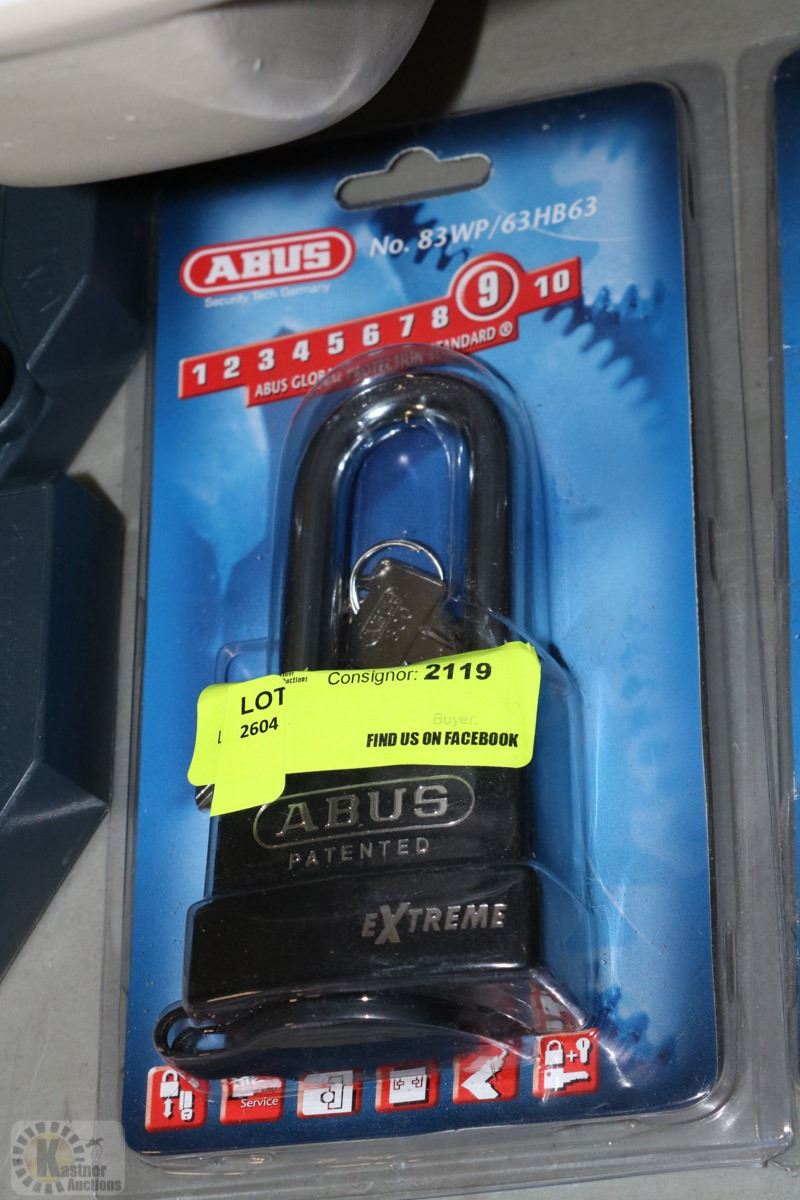 No. 83WP/63HB63
ABUS
Security Tech Germany
1 2 3 4 5 6 7 8 9 10
ABUS GLOBAL PROTECTION STANDARD ®
Consignor: 2119
LOT
2604
Buyer:
FIND US ON FACEBOOK
ABUS
PATENTED
EXTREME
Service
Kastner
Auctions